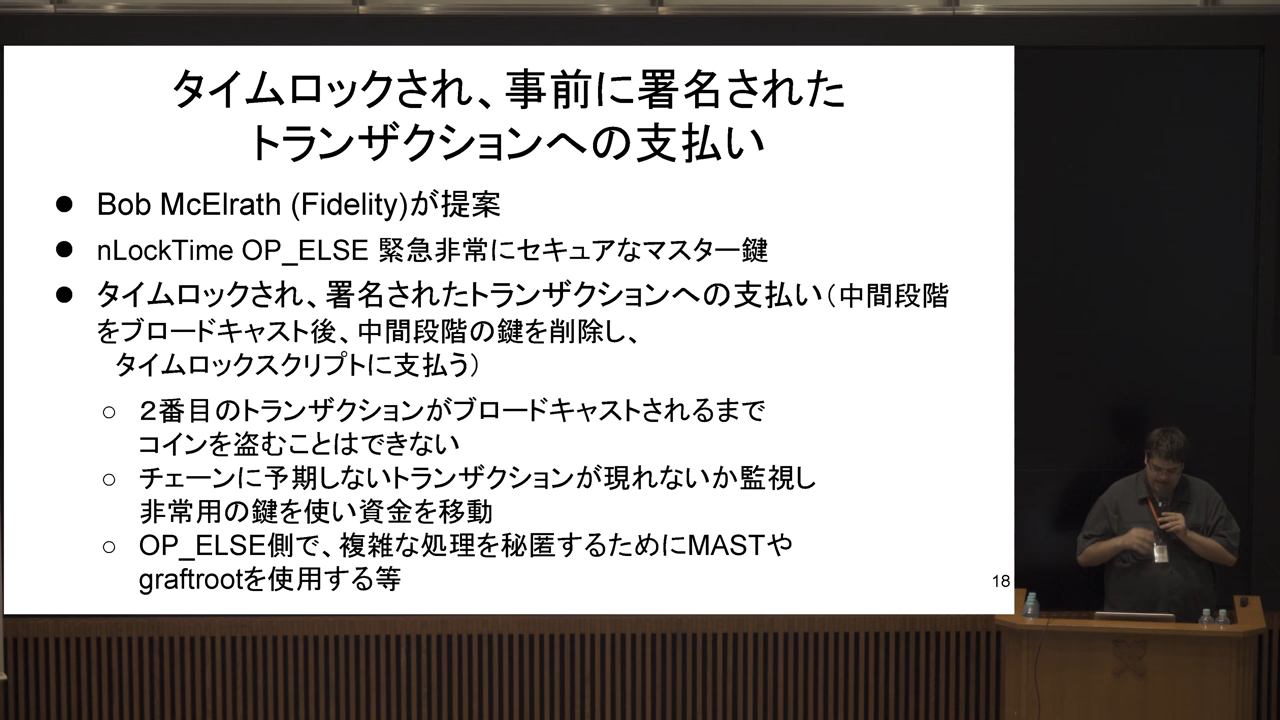 タイムロックされ、事前に署名された
トランザクションへの支払い
● Bob McElrath (Fidelity)が提案
● nLockTime OP_ELSE 緊急非常にセキュアなマスター鍵
● タイムロックされ、署名されたトランザクションへの支払い（中間段階
をブロードキャスト後、中間段階の鍵を削除し、
タイムロックスクリプトに支払う）
○ ２番目のトランザクションがブロードキャストされるまで
コインを盗むことはできない
○ チェーンに予期しないトランザクションが現れないか監視し
非常用の鍵を使い資金を移動
○ OP_ELSE側で、複雑な処理を秘匿するためにMASTや
graftrootを使用する等
18